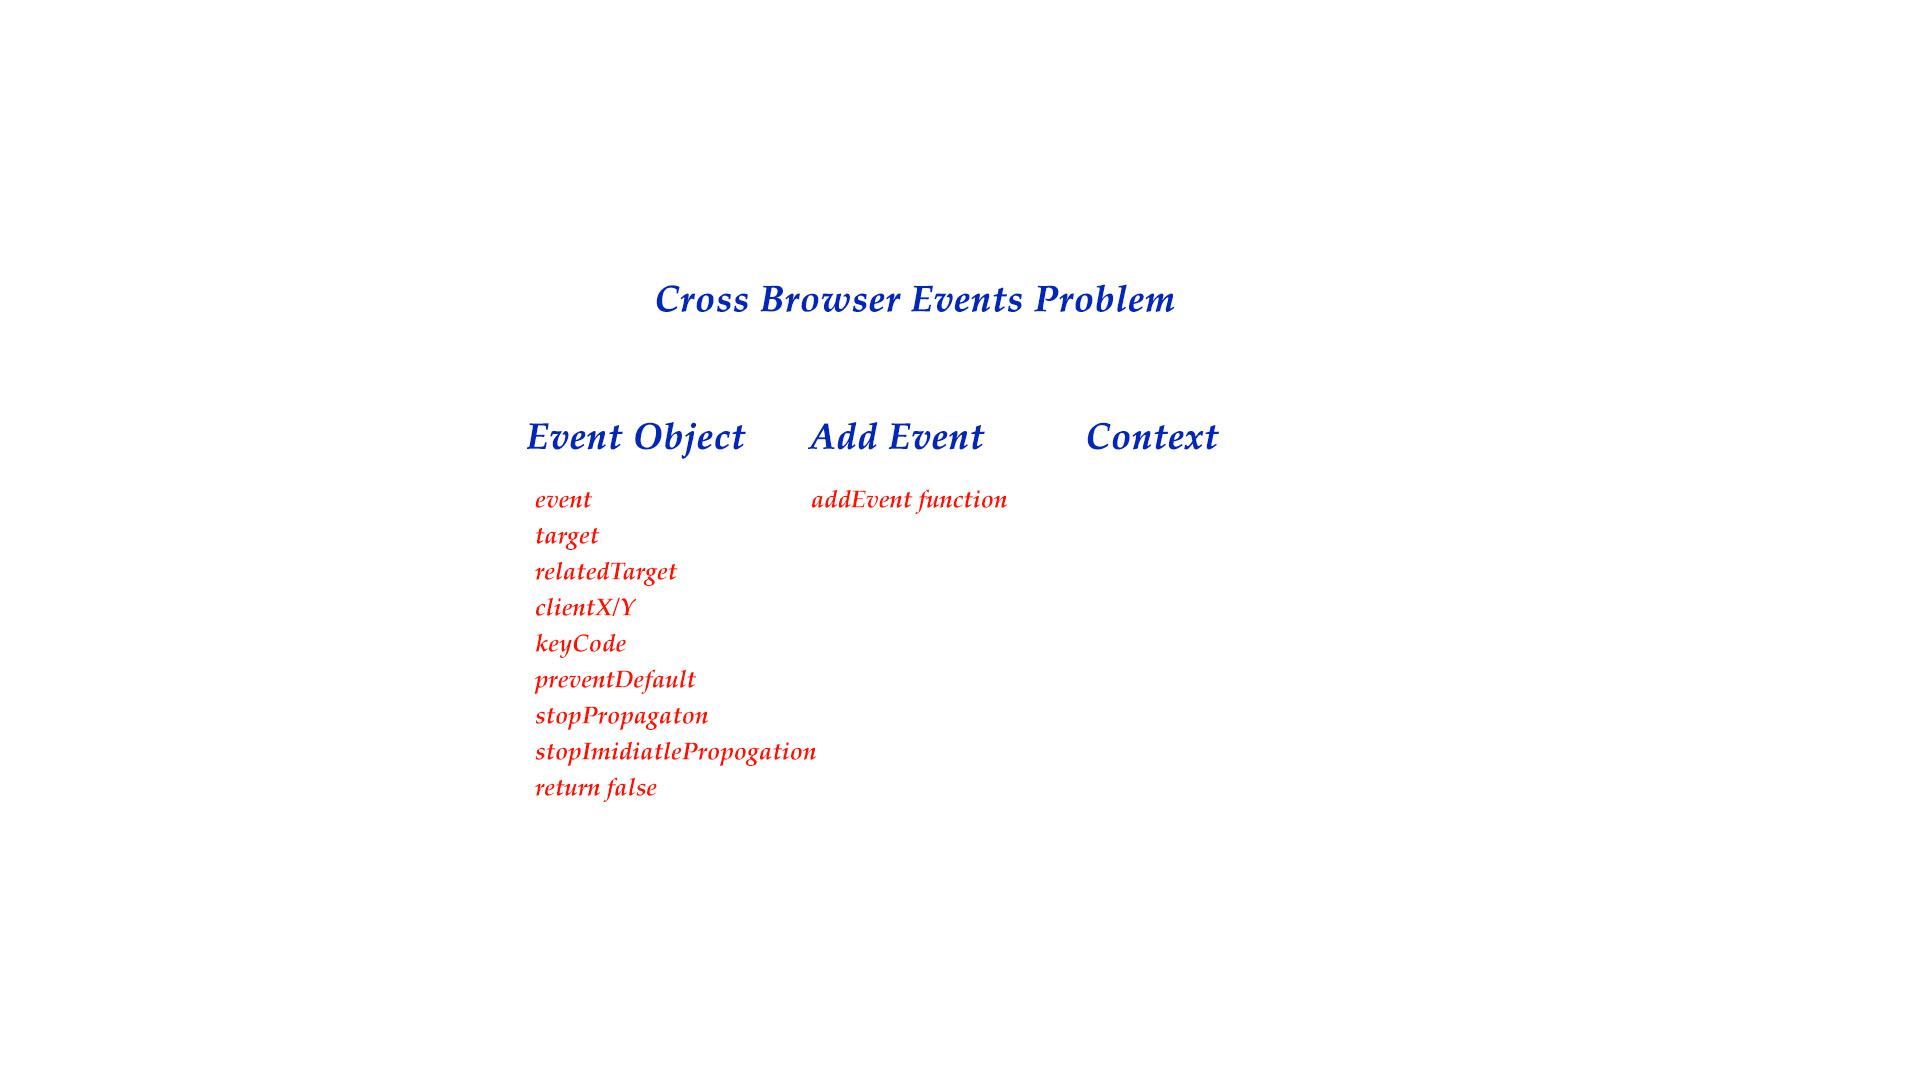 Cross Browser Events Problem
Event Object
Add Event
Context
event
addEvent function
target
relatedTarget
clientX/Y
keyCode
preventDefault
stopPropagaton
stopImidiatlePropogation
return false